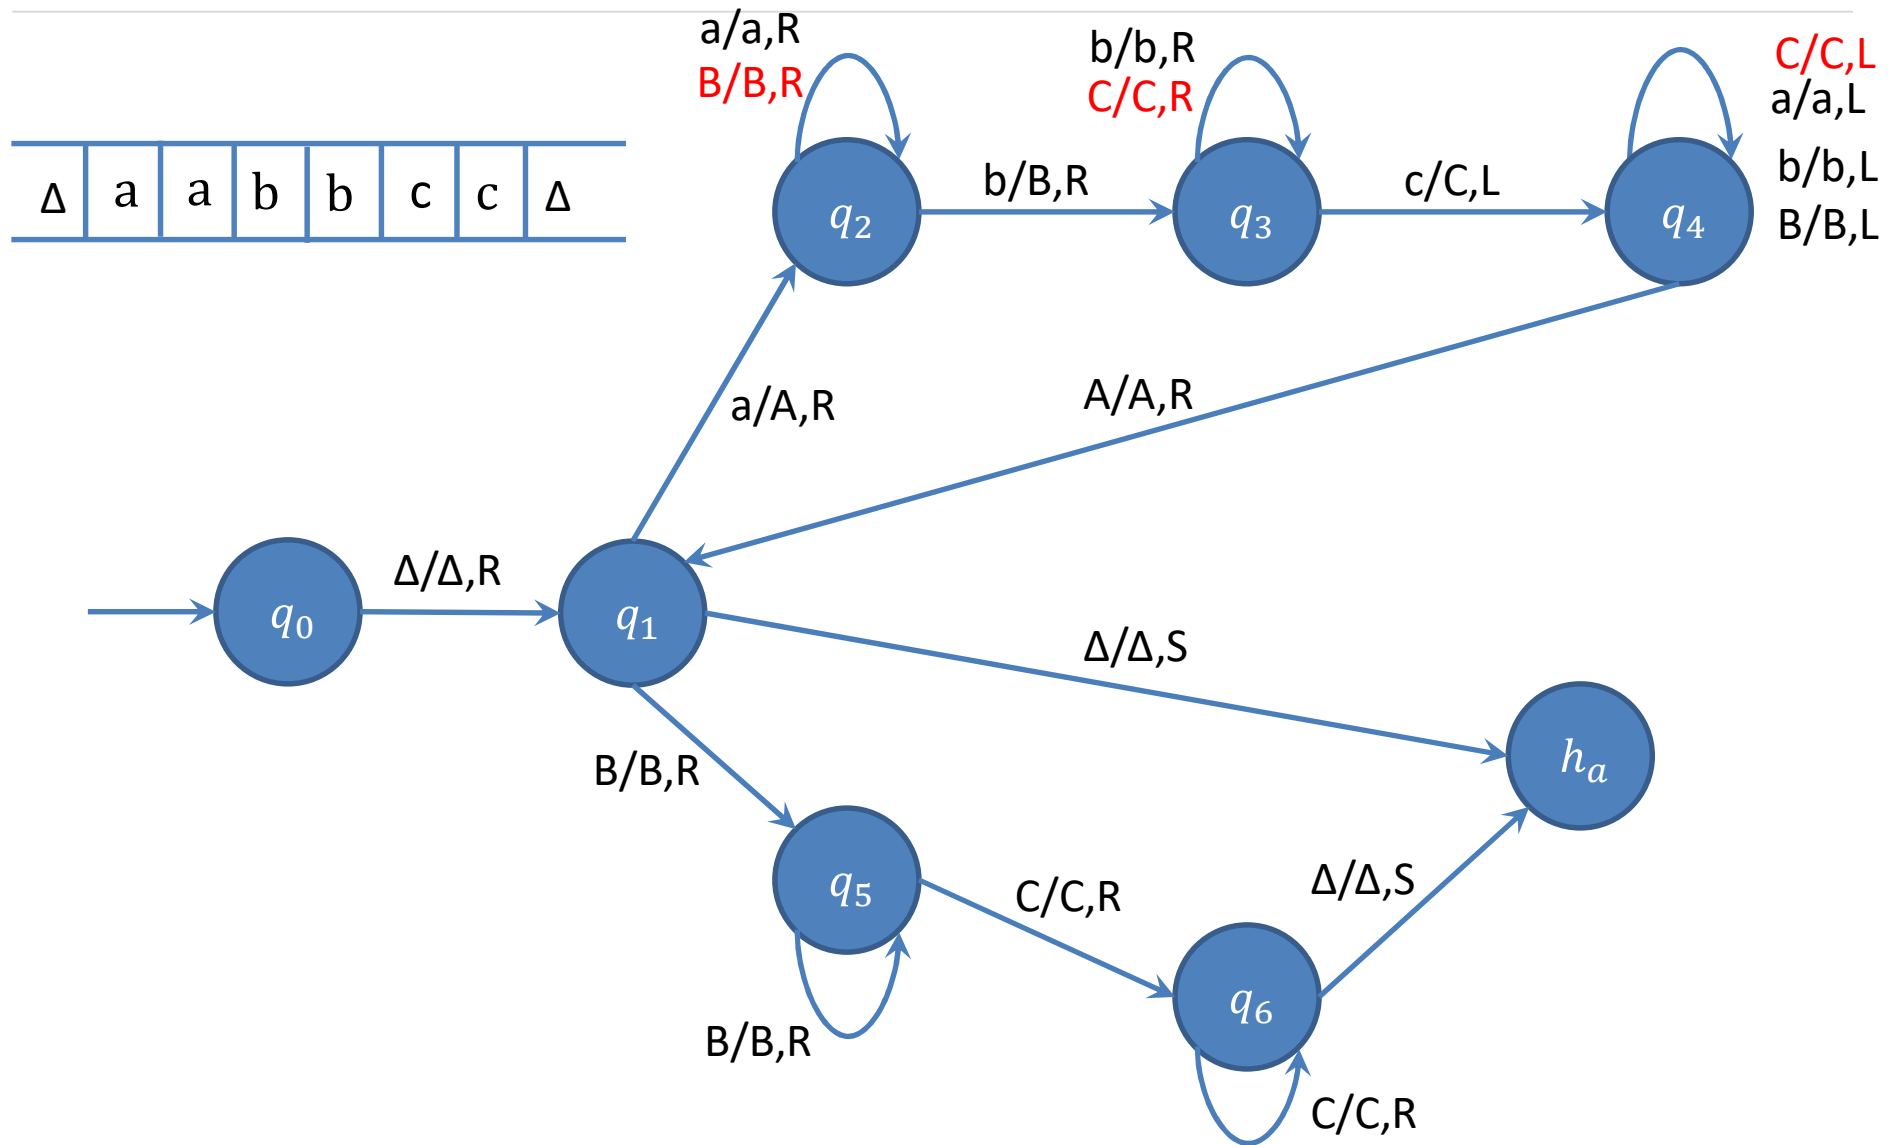 a/a,R
B/B,R
b/b,R
C/C,R
C/C,L
a/a,L
b/b,L
B/B,L
Δ a a b b c c Δ
q2
b/B,R
q3
c/C,L
q4
a/A,R
A/A,R
q0
Δ/Δ,R
q1
Δ/Δ,S
ha
B/B,R
q5
C/C,R
Δ/Δ,S
q6
B/B,R
C/C,R